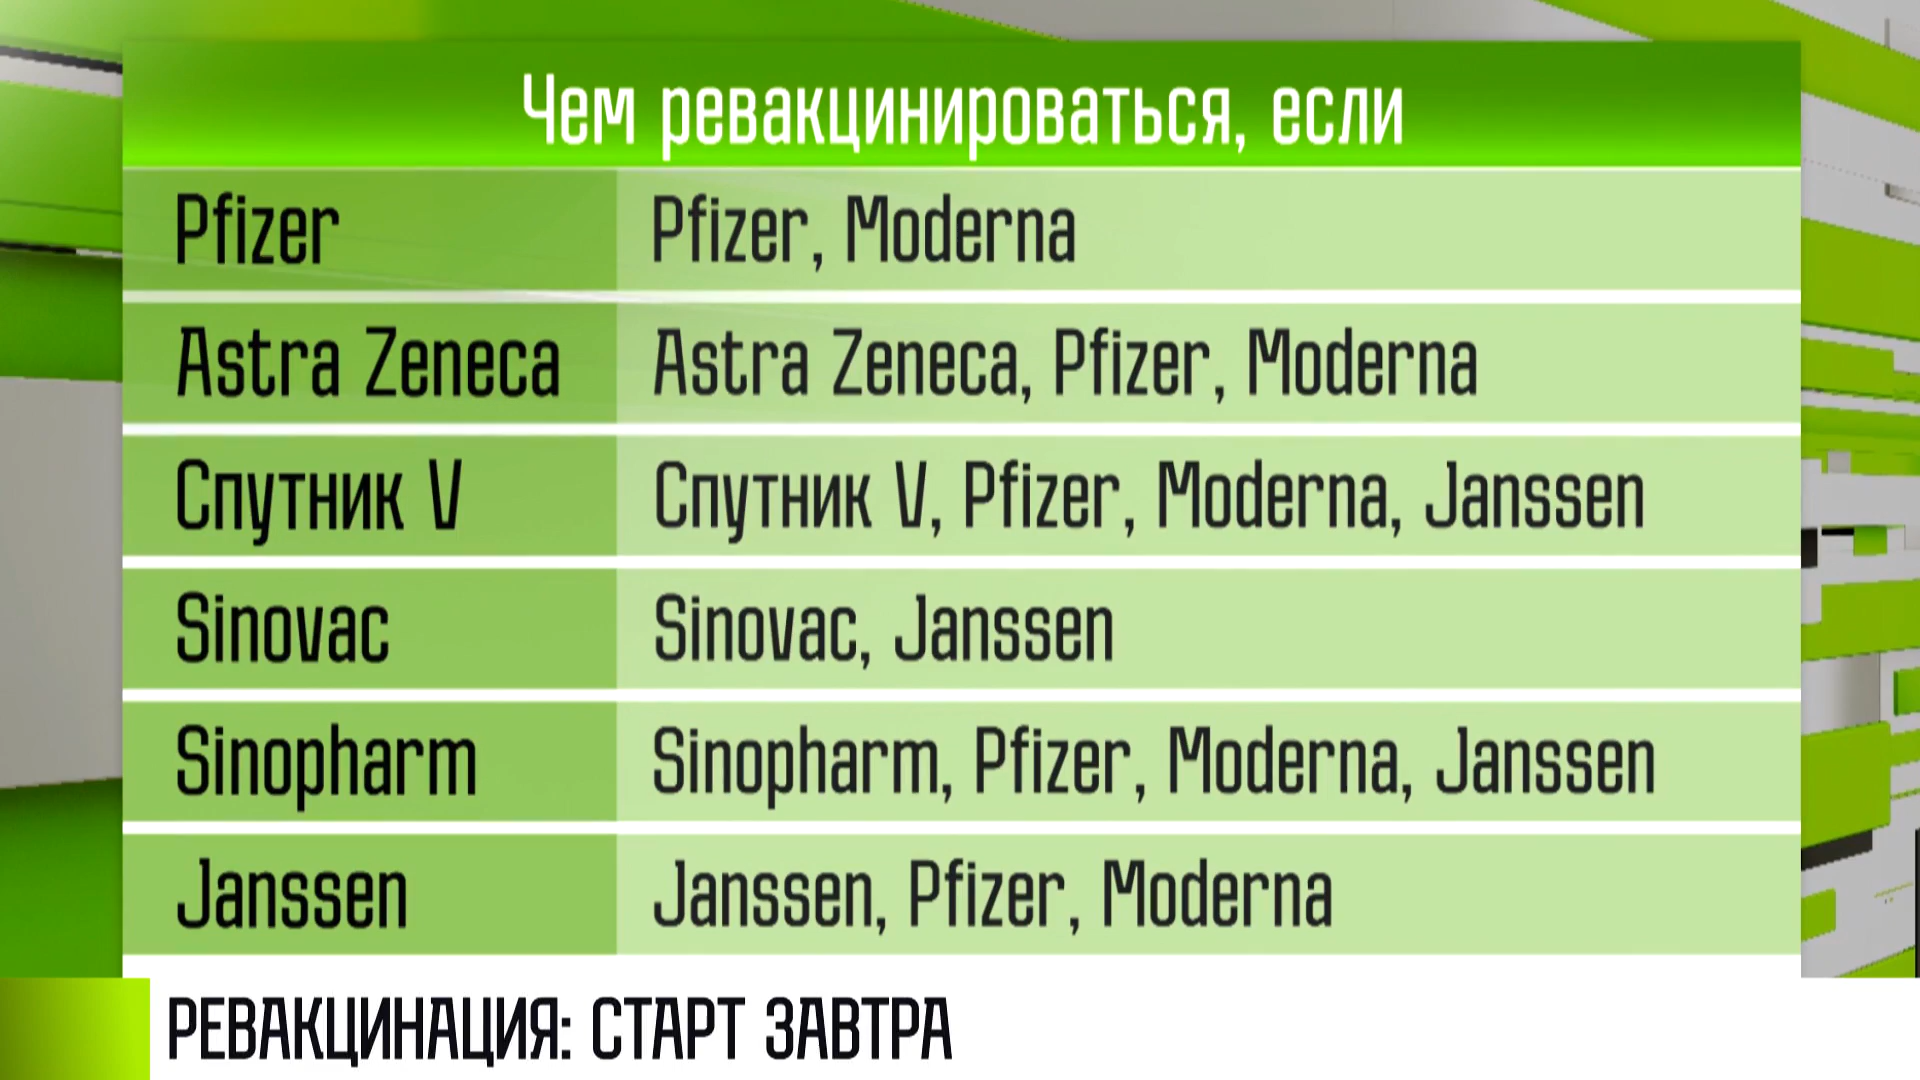 Чем ревакцинироваться, если
Pfizer Pfizer, Moderna
Astra Zeneca Astra Zeneca, Pfizer, Moderna
Спутник V Спутник V, Pfizer, Moderna, Janssen
Sinovac Sinovac, Janssen
Sinopharm Sinopharm, Pfizer, Moderna, Janssen
Janssen Janssen, Pfizer, Moderna
РЕВАКЦИНАЦИЯ: СТАРТ ЗАВТРА